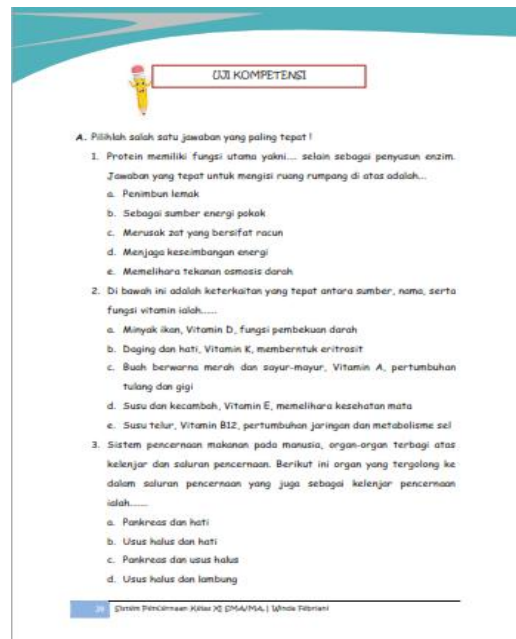 UJI KOMPETENSI
A. Pilihlah salah satu jawaban yang paling tepat !
1. Protein memiliki fungsi utama yakni.... selain sebagai penyusun enzim.
Jawaban yang tepat untuk mengisi ruang rumpang di atas adalah...
a. Penimbun lemak
b. Sebagai sumber energi pokok
c. Merusak zat yang bersifat racun
d. Menjaga keseimbangan energi
e. Memelihara tekanan osmosis darah
2. Di bawah ini adalah keterkaitan yang tepat antara sumber, nama, serta
fungsi vitamin ialah......
a. Minyak ikan, Vitamin D, fungsi pembekuan darah
b. Daging dan hati, Vitamin K, memberntuk eritrosit
c. Buah berwarna merah dan sayur-mayur, Vitamin A, pertumbuhan
tulang dan gigi
d. Susu dan kecambah, Vitamin E, memelihara kesehatan mata
e. Susu telur, Vitamin B12, pertumbuhan jaringan dan metabolisme sel
3. Sistem pencernaan makanan pada manusia, organ-organ terbagi atas
kelenjar dan saluran pencernaan. Berikut ini organ yang tergolong ke
dalam saluran pencernaan yang juga sebagai kelenjar pencernaan
ialah.......
a. Pankreas dan hati
b. Usus halus dan hati
c. Pankreas dan usus halus
d. Usus halus dan lambung
Sistem Pencernaan Kelas XI SMA/MA | Winda Febriani